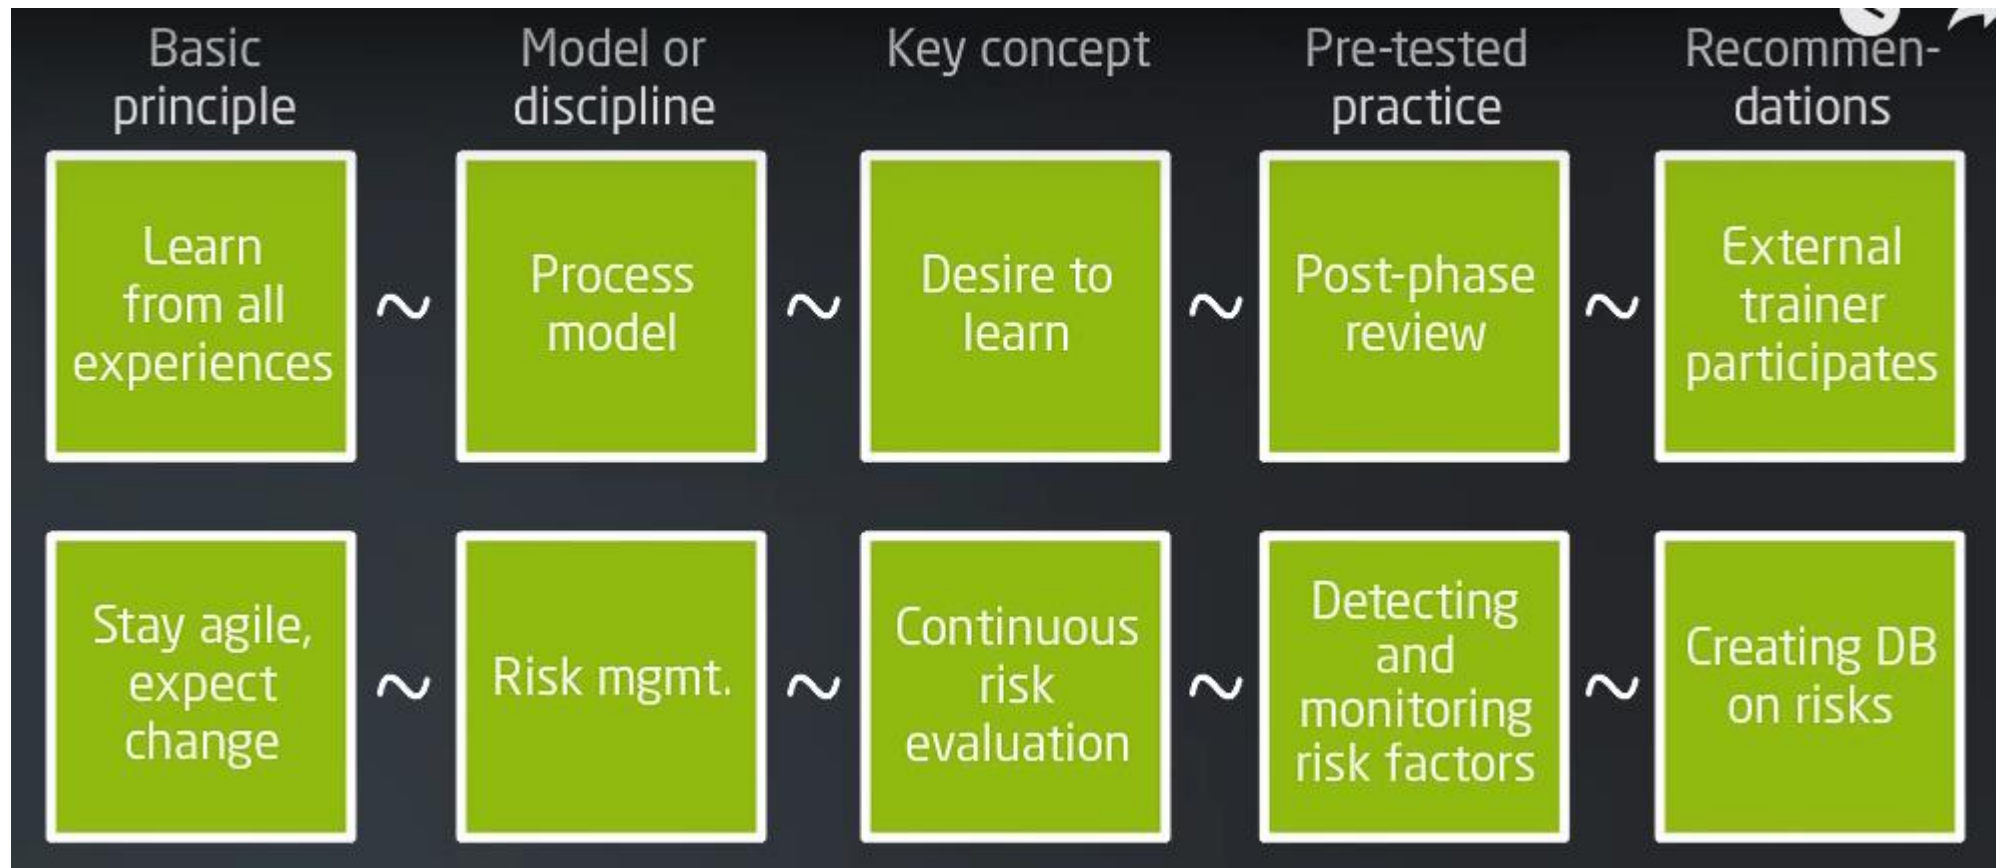 Basic
principle
Model or
discipline
Key concept
Pre-tested
practice
Recommen-
dations
Learn
from all
experiences
~
Process
model
~
Desire to
learn
~
Post-phase
review
~
External
trainer
participates
Stay agile,
expect
change
~
Risk mgmt.
~
Continuous
risk
evaluation
~
Detecting
and
monitoring
risk factors
~
Creating DB
on risks